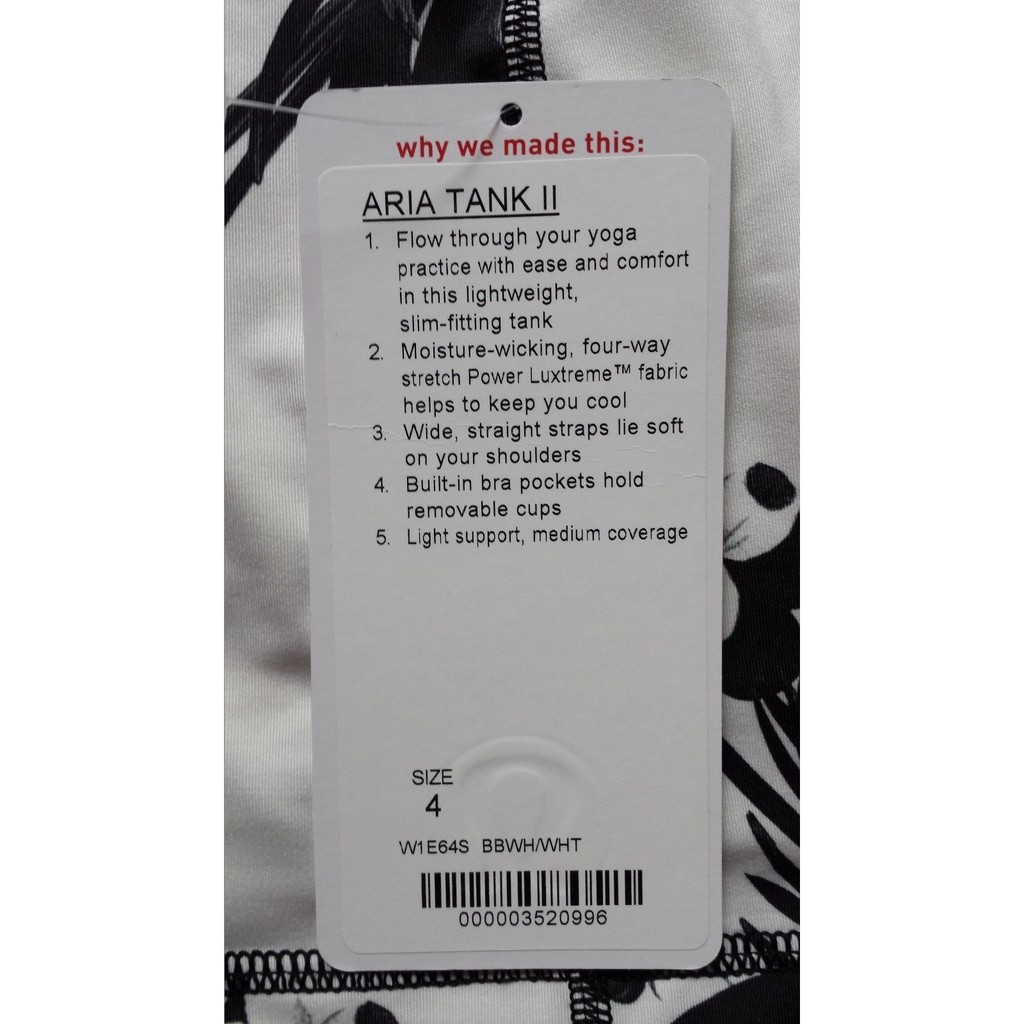 why we made this:
ARIA TANK II
1. Flow through your yoga
practice with ease and comfort
in this lightweight,
slim-fitting tank
2. Moisture-wicking, four-way
stretch Power Luxtreme™ fabric
helps to keep you cool
3. Wide, straight straps lie soft
on your shoulders
4. Built-in bra pockets hold
removable cups
5. Light support, medium coverage
SIZE
4
W1E64S BBWH/WHT
000003520996